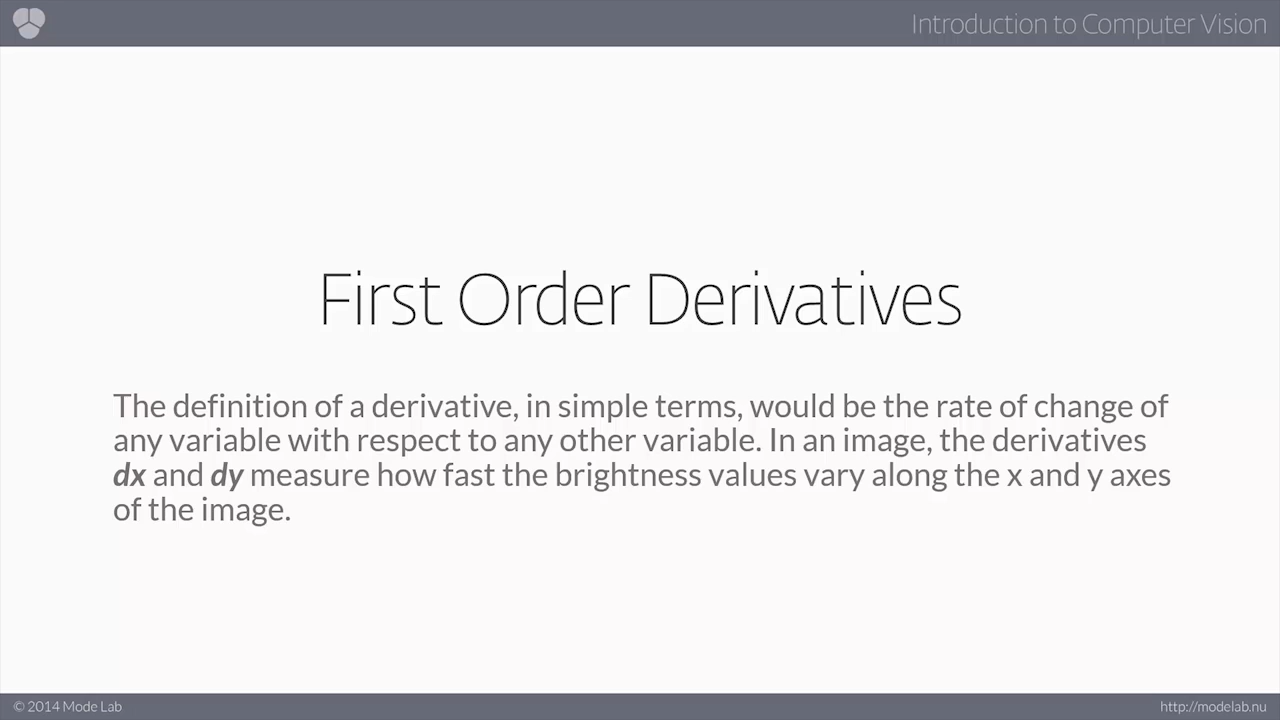 Introduction to Computer Vision
First Order Derivatives
The definition of a derivative, in simple terms, would be the rate of change of
any variable with respect to any other variable. In an image, the derivatives
dx and dy measure how fast the brightness values vary along the x and y axes
of the image.
© 2014 Mode Lab
http://modelab.nu